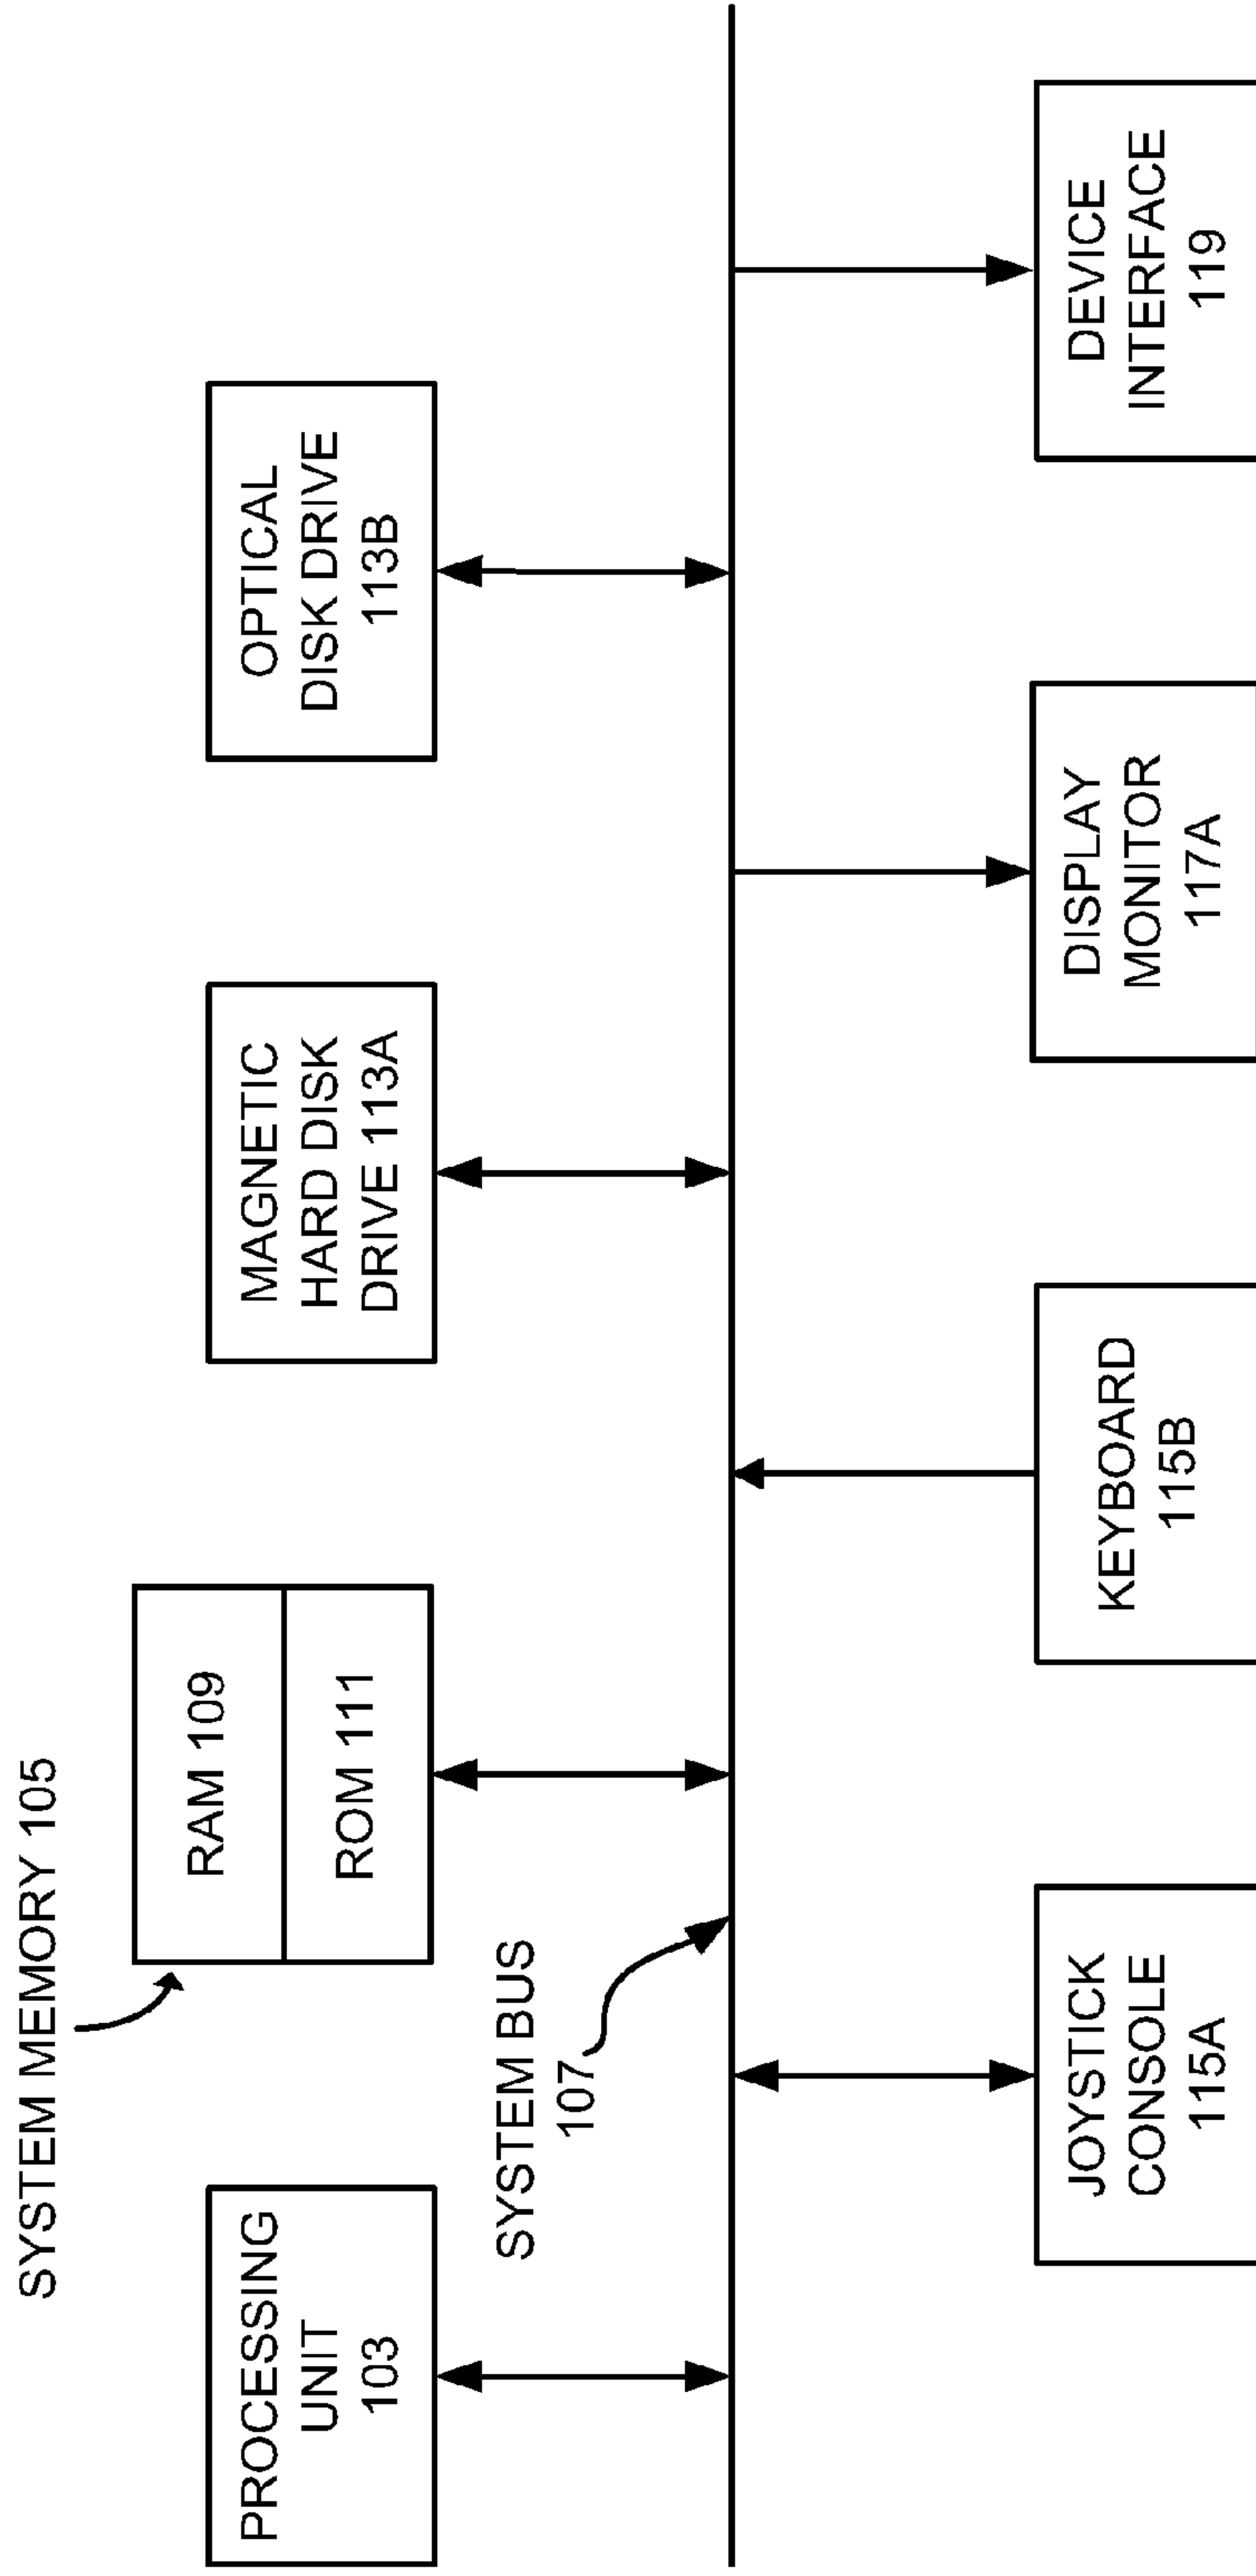 SYSTEM MEMORY 105
PROCESSING
UNIT
103
RAM 109
ROM 111
MAGNETIC
HARD DISK
DRIVE 113A
OPTICAL
DISK DRIVE
113B
SYSTEM BUS
107
JOYSTICK
CONSOLE
115A
KEYBOARD
115B
DISPLAY
MONITOR
117A
DEVICE
INTERFACE
119